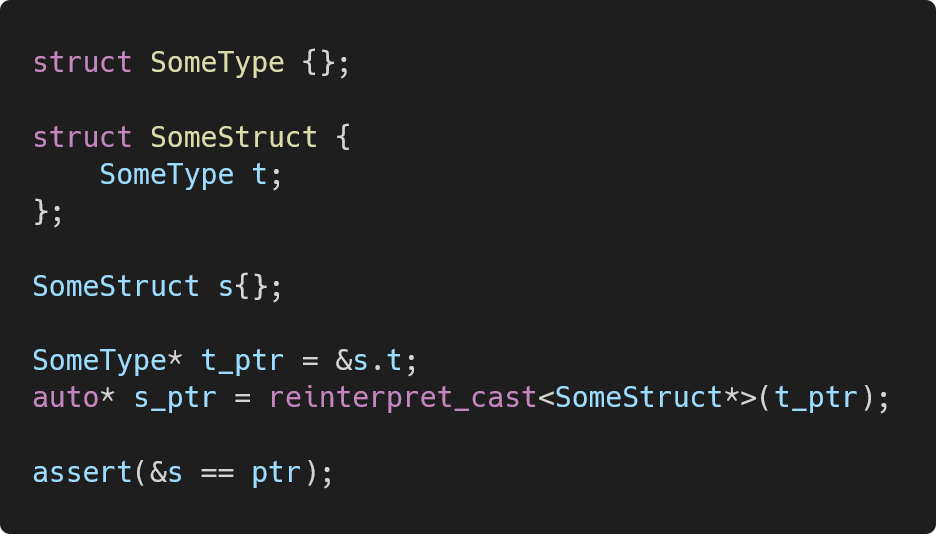 struct SomeType {};
struct SomeStruct {
    SomeType t;
};
SomeStruct s{};
SomeType* t_ptr = &s.t;
auto* s_ptr = reinterpret_cast<SomeStruct*>(t_ptr);
assert(&s == ptr);